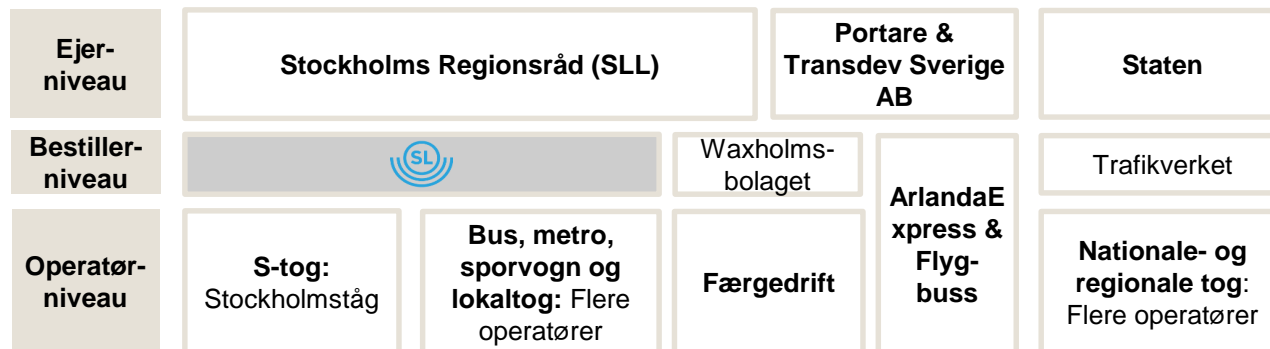 Ejer-
niveau
Stockholms Regionsråd (SLL)
Portare &
Transdev Sverige
AB
Staten
Bestiller-
niveau
SL
Waxholms-
bolaget
ArlandaE
xpress &
Flyg-
buss
Trafikverket
Operatør-
niveau
S-tog:
Stockholmståg
Bus, metro,
sporvogn og
lokaltog: Flere
operatører
Færgedrift
Nationale- og
regionale tog:
Flere operatører